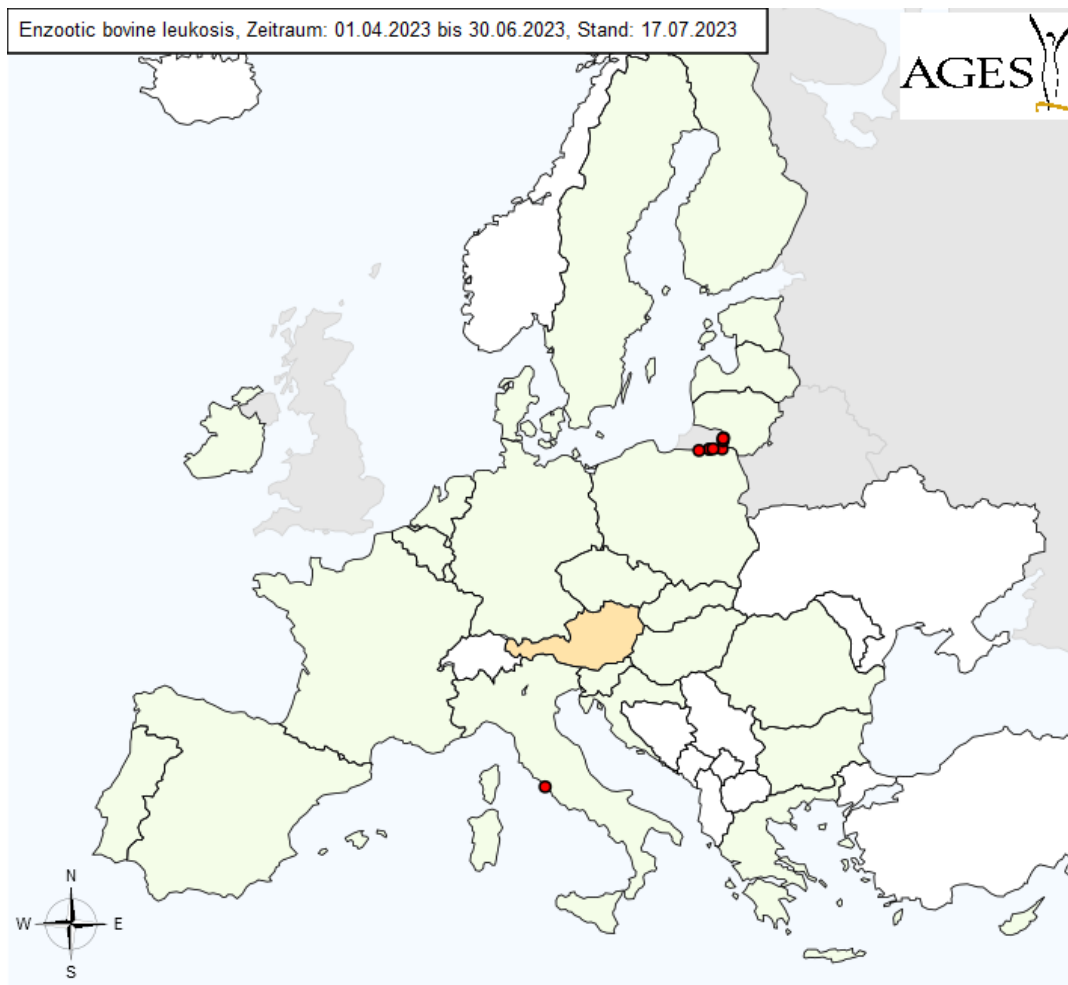 Enzootic bovine leukosis, Zeitraum: 01.04.2023 bis 30.06.2023, Stand: 17.07.2023
AGES
N
W E
S